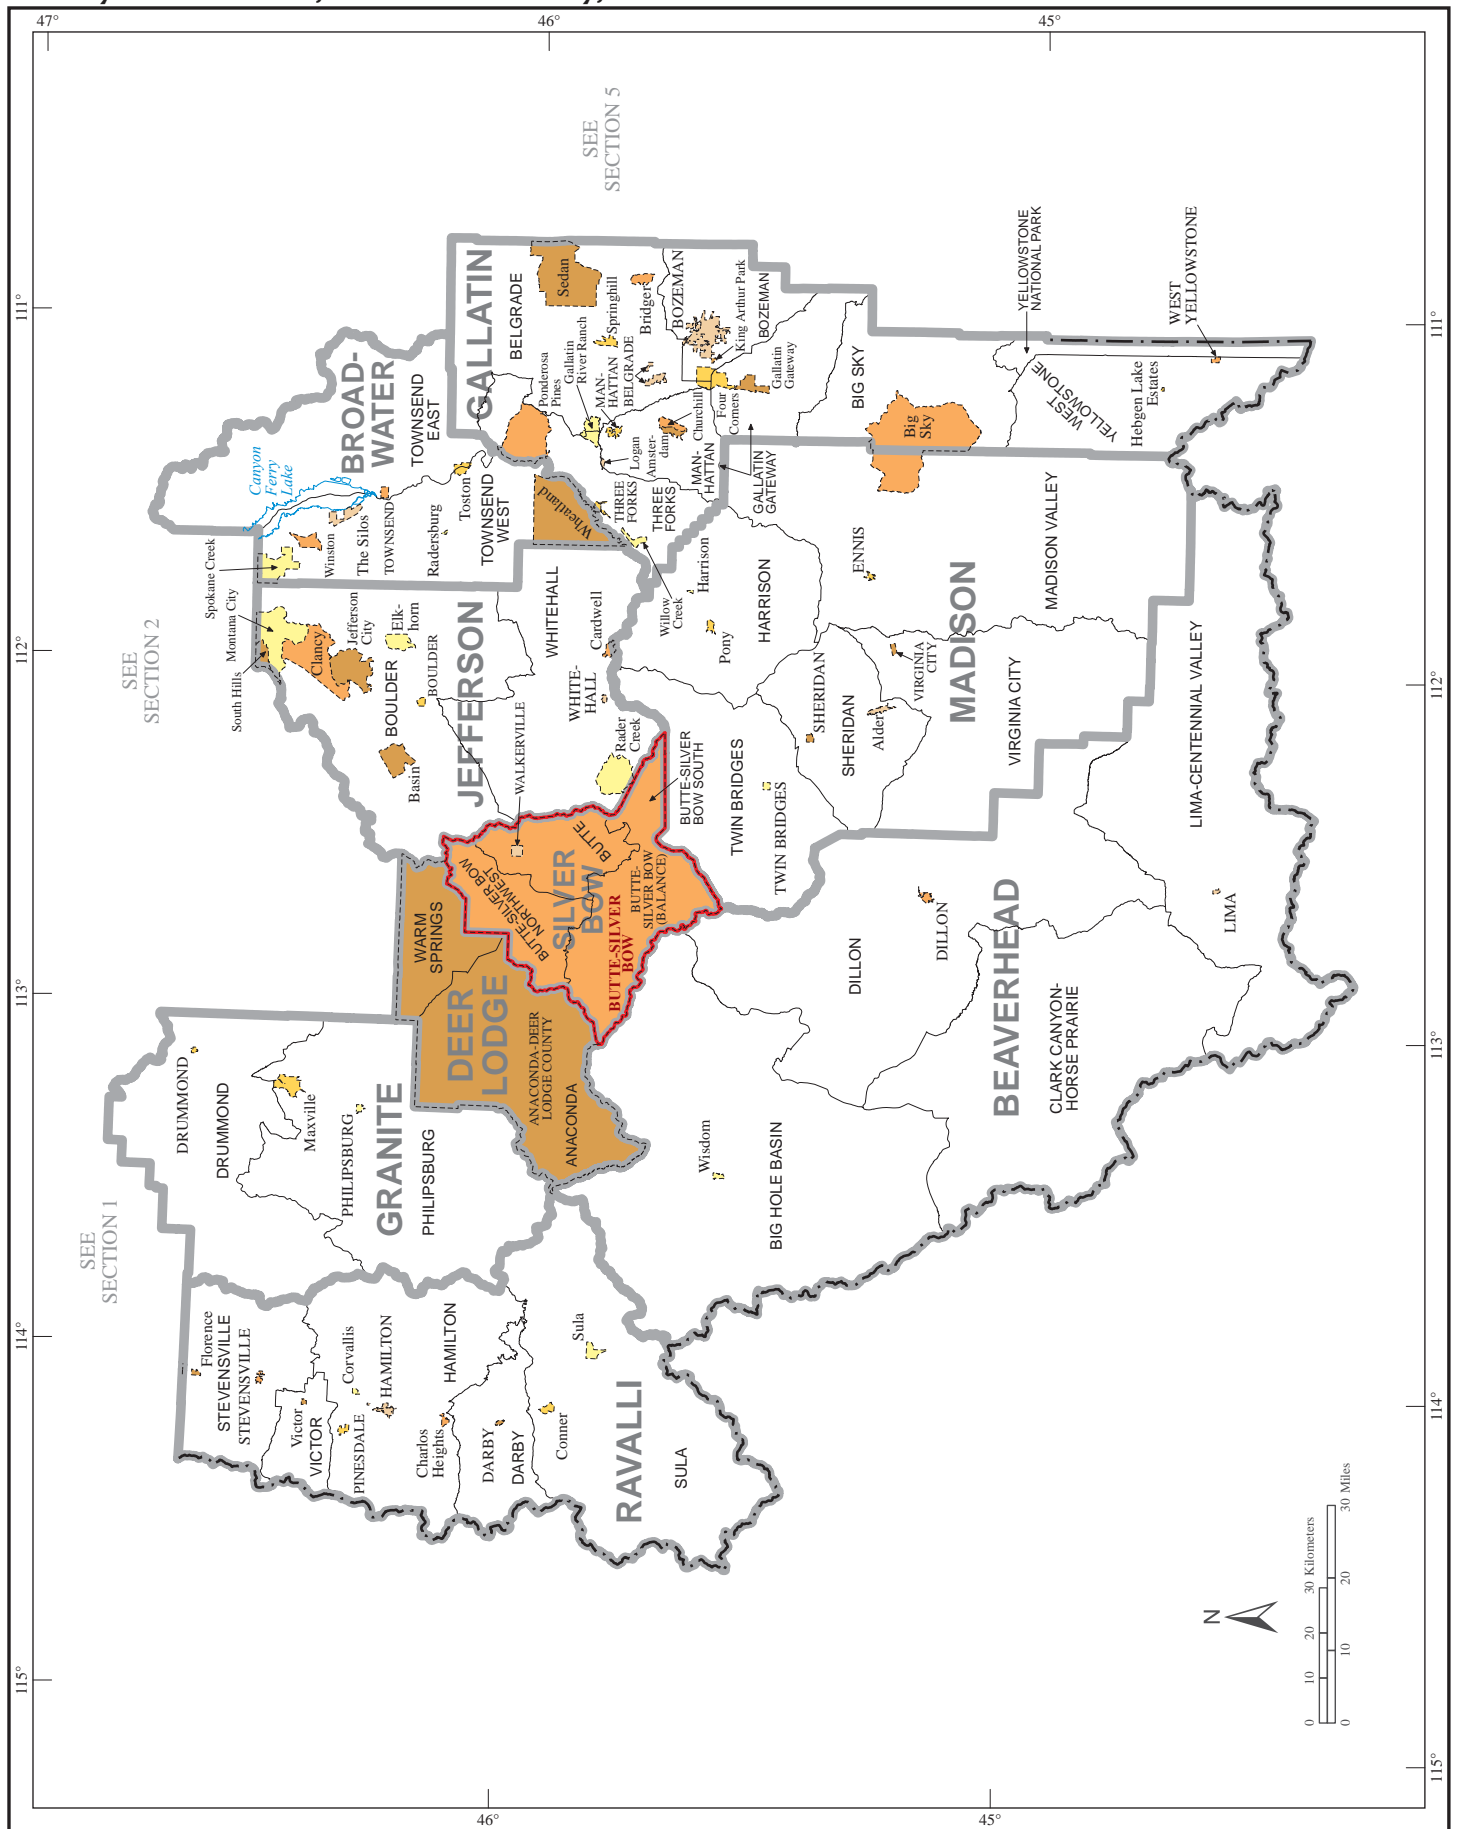 47°
46°
45°
SEE
SECTION 5
111°
111°
SEE
SECTION 2
112°
112°
113°
113°
SEE
SECTION 1
114°
114°
115°
115°
46°
45°
BROAD-
WATER
Canyon
Ferry
Lake
TOWNSEND
EAST
Spokane Creek
Winston
The Silos
TOWNSEND
Radersburg
Toston
TOWNSEND
WEST
Wheatland
GALLATIN
BELGRADE
Sedan
Ponderosa
Pines
Gallatin
River Ranch
Springhill
MAN-
HATTAN
BELGRADE
Bridger
BOZEMAN
King Arthur Park
BOZEMAN
Logan
Amster-
dam
Churchill
Four
Corners
Gallatin
Gateway
MAN-
HATTAN
GALLATIN
GATEWAY
THREE
FORKS
THREE
FORKS
Willow
Creek
BIG SKY
Big
Sky
YELLOWSTONE
NATIONAL PARK
WEST
YELLOWSTONE
WEST
YELLOWSTONE
Hebgen Lake
Estates
JEFFERSON
Montana City
South Hills
Clancy
Jefferson
City
Elk-
horn
BOULDER
BOULDER
Basin
WHITEHALL
Cardwell
WHITE-
HALL
Rader
Creek
MADISON
Harrison
HARRISON
Pony
ENNIS
MADISON VALLEY
SHERIDAN
SHERIDAN
Alder
VIRGINIA
CITY
VIRGINIA CITY
TWIN BRIDGES
TWIN BRIDGES
SILVER
BOW
WALKERVILLE
BUTTE
BUTTE-SILVER BOW
NORTHWEST
BUTTE-
SILVER BOW
(BALANCE)
BUTTE-SILVER
BOW
BUTTE-SILVER
BOW SOUTH
DEER
LODGE
WARM
SPRINGS
ANACONDA-DEER
LODGE COUNTY
ANACONDA
GRANITE
DRUMMOND
DRUMMOND
Maxville
PHILIPSBURG
PHILIPSBURG
BEAVERHEAD
LIMA-CENTENNIAL VALLEY
LIMA
DILLON
DILLON
CLARK CANYON-
HORSE PRAIRIE
Wisdom
BIG HOLE BASIN
RAVALLI
Florence
STEVENSVILLE
STEVENSVILLE
Victor
VICTOR
Corvallis
PINESDALE
HAMILTON
HAMILTON
Charlos
Heights
DARBY
DARBY
Conner
Sula
SULA
N
0 10 20 30 Kilometers
0 10 20 30 Miles